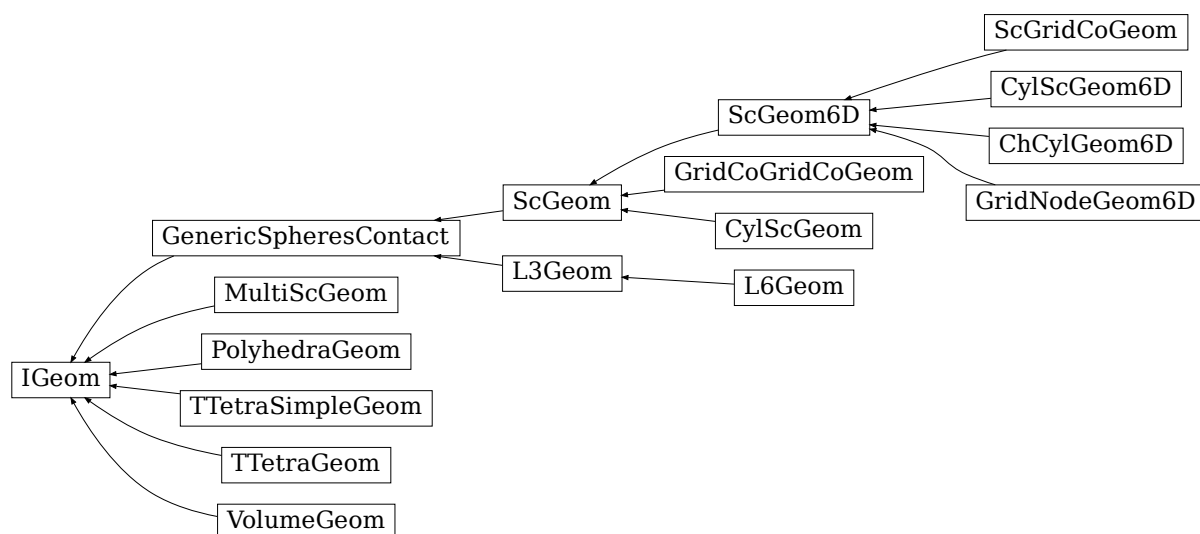 ScGridCoGeom
CylScGeom6D
ScGeom6D
ChCylGeom6D
GridCoGridCoGeom
ScGeom
GridNodeGeom6D
CylScGeom
GenericSpheresContact
L3Geom
L6Geom
MultiScGeom
PolyhedraGeom
IGeom
TTetraSimpleGeom
TTetraGeom
VolumeGeom